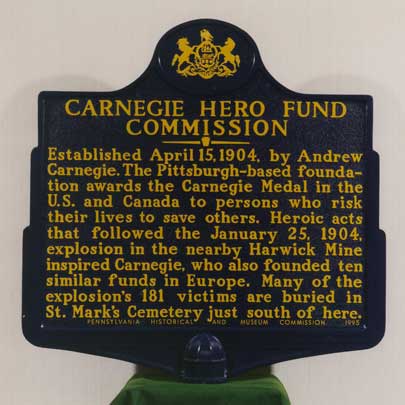 CARNEGIE HERO FUND
COMMISSION
Established April 15, 1904, by Andrew
Carnegie. The Pittsburgh-based founda-
tion awards the Carnegie Medal in the
U.S. and Canada to persons who risk
their lives to save others. Heroic acts
that followed the January 25, 1904,
explosion in the nearby Harwick Mine
inspired Carnegie, who also founded ten
similar funds in Europe. Many of the
explosion's 181 victims are buried in
St. Mark's Cemetery just south of here.
PENNSYLVANIA HISTORICAL AND MUSEUM COMMISSION 1995